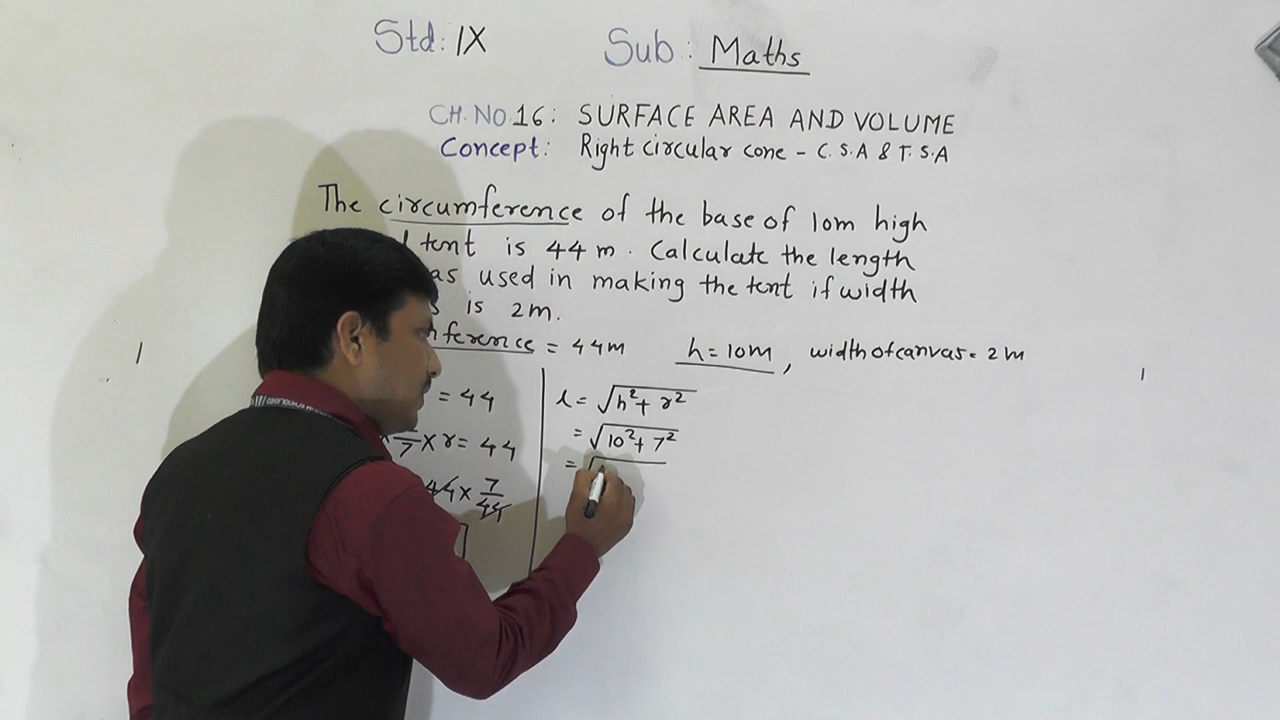 Std: IX Sub: Maths
CH. NO. 16: SURFACE AREA AND VOLUME
Concept: Right circular cone - C.S.A & T.S.A
The circumference of the base of 10m high
tent is 44 m. Calculate the length
as used in making the tent if width
is 2m.
ference = 44m h = 10m, width of canvas = 2m
= 44
l = √h²+r²
7 × r = 44
= √10²+7²
44 × 7/44
= √